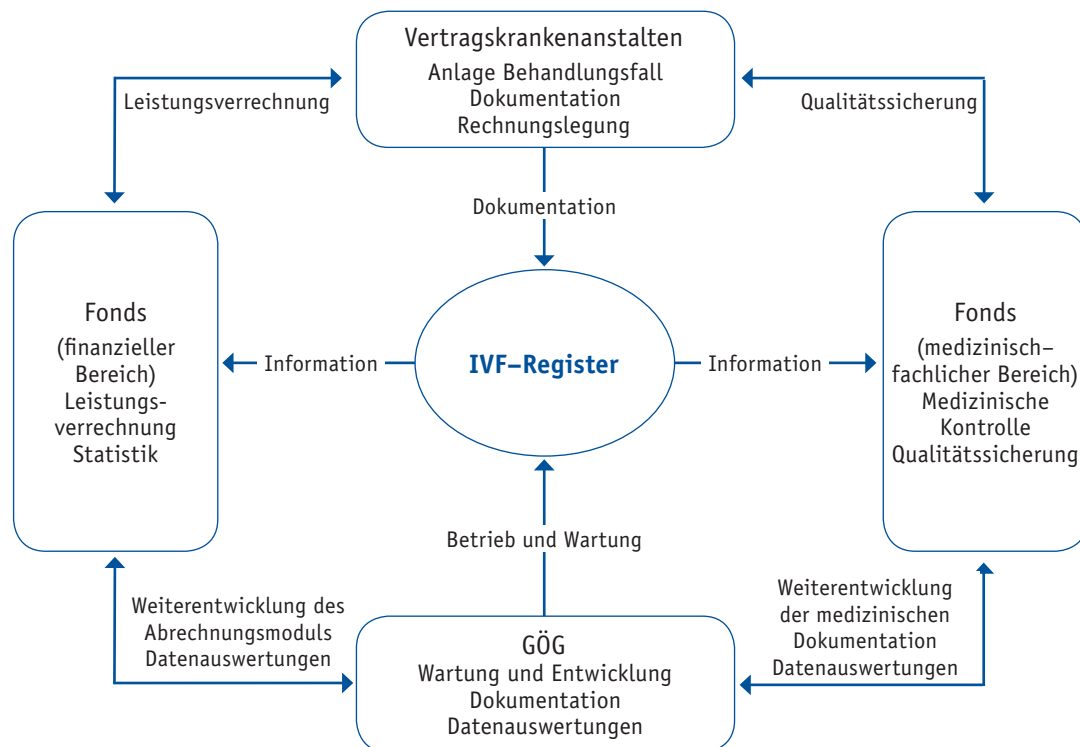 Vertragskrankenanstalten
Anlage Behandlungsfall
Dokumentation
Rechnungslegung
Leistungsverrechnung
Qualitätssicherung
Dokumentation
Fonds
(finanzieller
Bereich)
Leistungs-
verrechnung
Statistik
Information
IVF–Register
Information
Fonds
(medizinisch–
fachlicher Bereich)
Medizinische
Kontrolle
Qualitätssicherung
Betrieb und Wartung
Weiterentwicklung des
Abrechnungsmoduls
Datenauswertungen
GÖG
Wartung und Entwicklung
Dokumentation
Datenauswertungen
Weiterentwicklung
der medizinischen
Dokumentation
Datenauswertungen